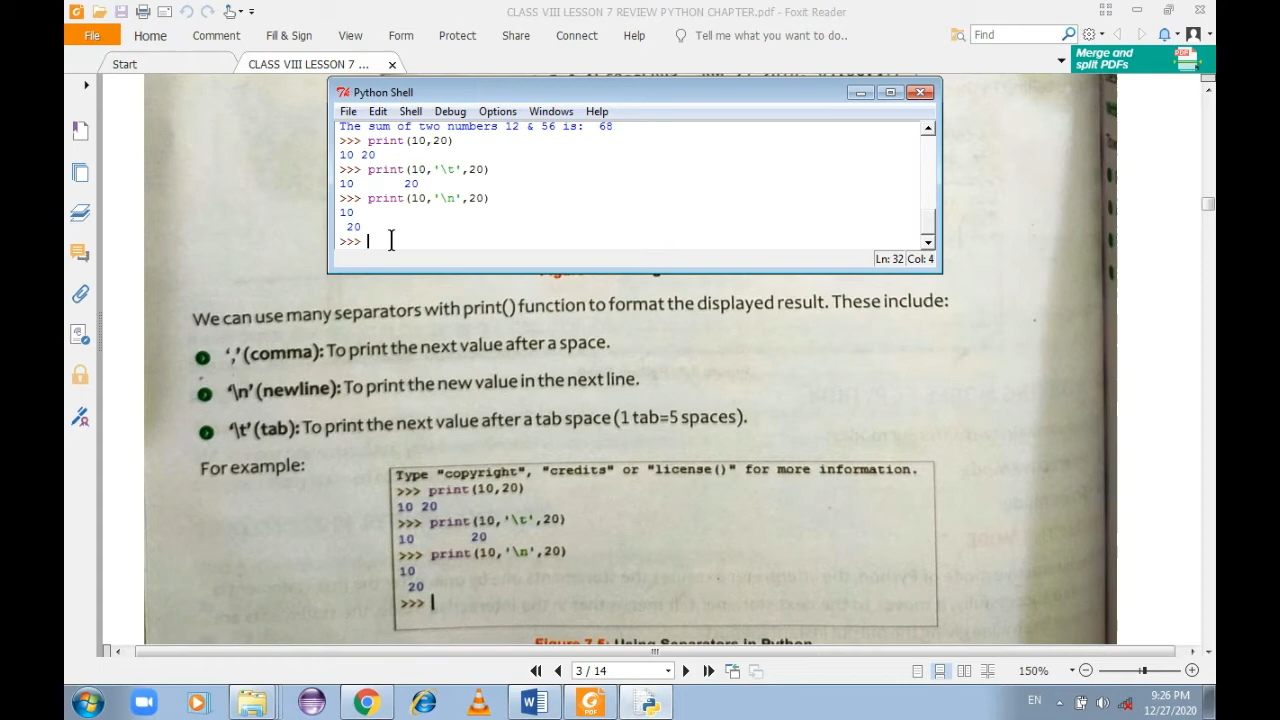 CLASS VIII LESSON 7 REVIEW PYTHON CHAPTER.pdf - Foxit Reader
File Home Comment Fill & Sign View Form Protect Share Connect Help Tell me what you want to do.. Find
Start CLASS VIII LESSON 7 ... Merge and split PDFs
Python Shell
File Edit Shell Debug Options Windows Help
The sum of two numbers 12 & 56 is: 68
>>> print(10,20)
10 20
>>> print(10,'\t',20)
10 20
>>> print(10,'\n',20)
10
20
>>>
Ln: 32 Col: 4
We can use many separators with print() function to format the displayed result. These include:
',' (comma): To print the next value after a space.
'\n' (newline): To print the new value in the next line.
'\t' (tab): To print the next value after a tab space (1 tab=5 spaces).
For example:
Type "copyright", "credits" or "license()" for more information.
>>> print(10,20)
10 20
>>> print(10,'\t',20)
10 20
>>> print(10,'\n',20)
10
20
>>>
Figure 7.5: Using Separators in Python
3 / 14 150%
EN 9:26 PM
12/27/2020